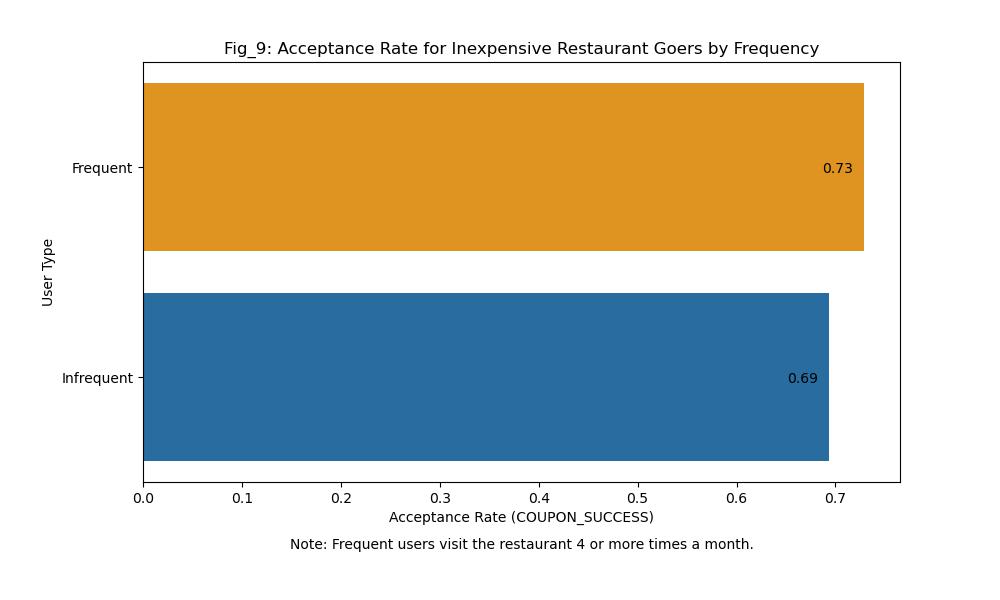 Fig_9: Acceptance Rate for Inexpensive Restaurant Goers by Frequency
User Type
Frequent
0.73
Infrequent
0.69
0.0 0.1 0.2 0.3 0.4 0.5 0.6 0.7
Acceptance Rate (COUPON_SUCCESS)
Note: Frequent users visit the restaurant 4 or more times a month.